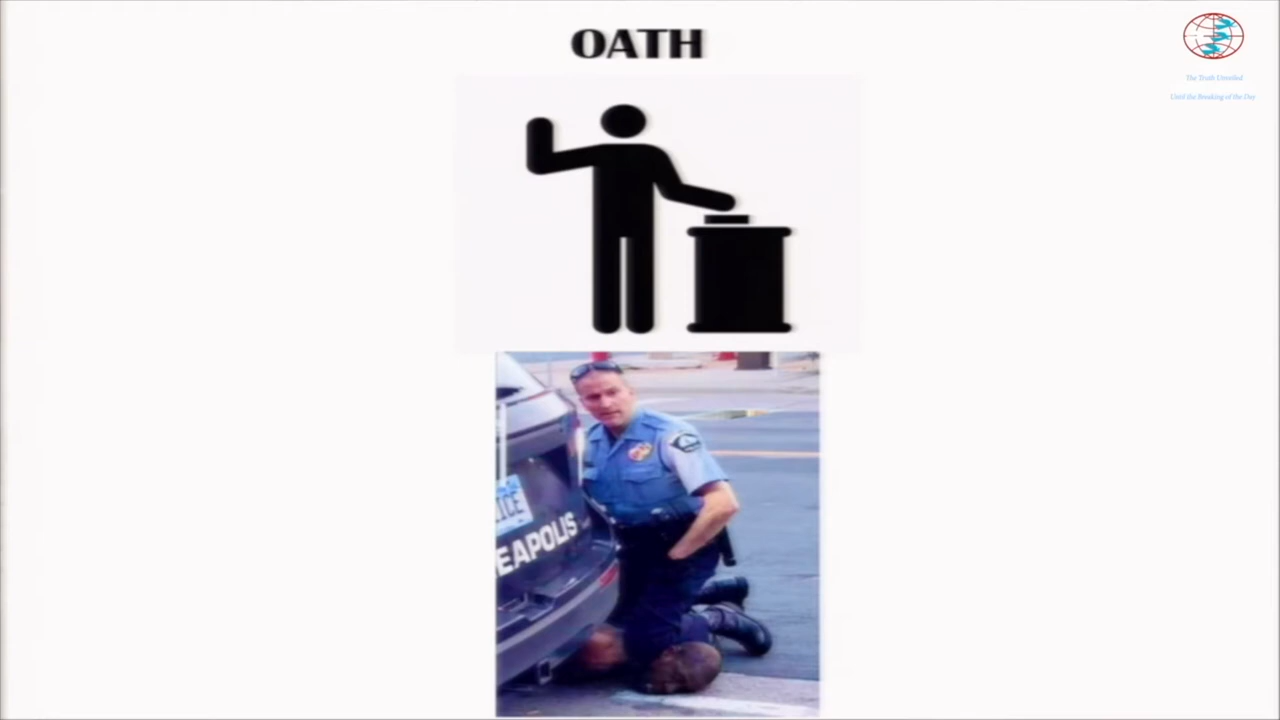 OATH
The Truth Unveiled
Until the Breaking of the Day
ICE
EAPOLIS